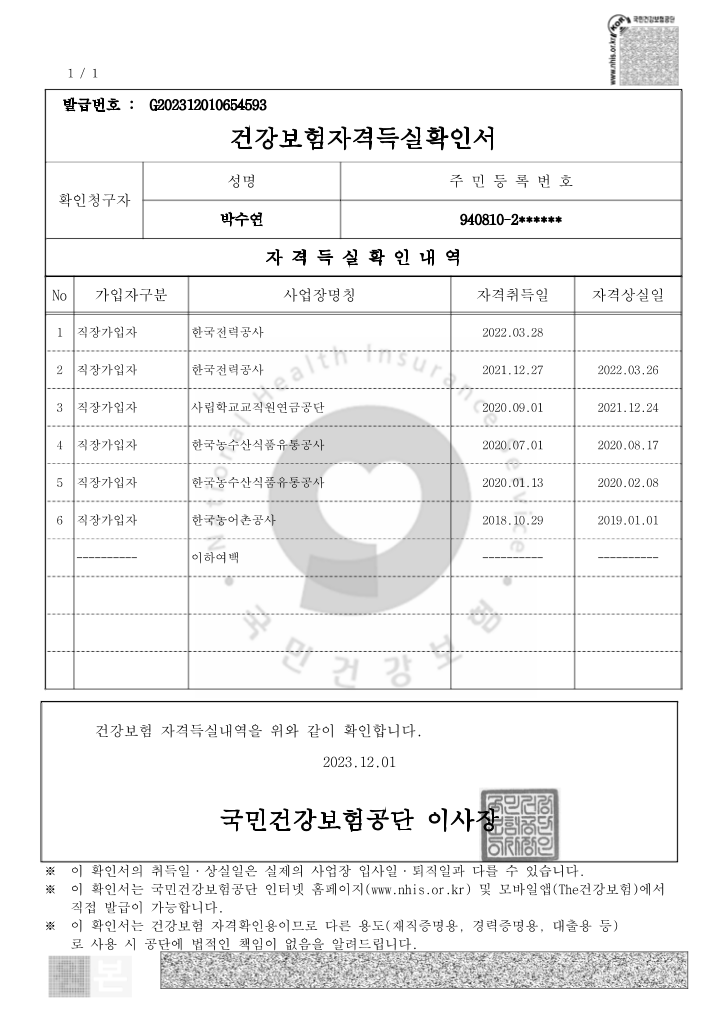 국민건강보험공단
www.nhis.or.kr
1 / 1
발급번호 : G202312010654593
건강보험자격득실확인서
확인청구자
성명
주 민 등 록 번 호
박수연
940810-2******
자 격 득 실 확 인 내 역
No 가입자구분 사업장명칭 자격취득일 자격상실일
1 직장가입자 한국전력공사 2022.03.28
2 직장가입자 한국전력공사 2021.12.27 2022.03.26
3 직장가입자 사립학교교직원연금공단 2020.09.01 2021.12.24
4 직장가입자 한국농수산식품유통공사 2020.07.01 2020.08.17
5 직장가입자 한국농수산식품유통공사 2020.01.13 2020.02.08
6 직장가입자 한국농어촌공사 2018.10.29 2019.01.01
---------- 이하여백 ---------- ----------
National Health Insurance Service
국민건강보험
건강보험 자격득실내역을 위와 같이 확인합니다.
2023.12.01
국민건강보험공단 이사장
※ 이 확인서의 취득일·상실일은 실제의 사업장 입사일·퇴직일과 다를 수 있습니다.
※ 이 확인서는 국민건강보험공단 인터넷 홈페이지(www.nhis.or.kr) 및 모바일앱(The건강보험)에서
직접 발급이 가능합니다.
※ 이 확인서는 건강보험 자격확인용이므로 다른 용도(재직증명용, 경력증명용, 대출용 등)
로 사용 시 공단에 법적인 책임이 없음을 알려드립니다.
본